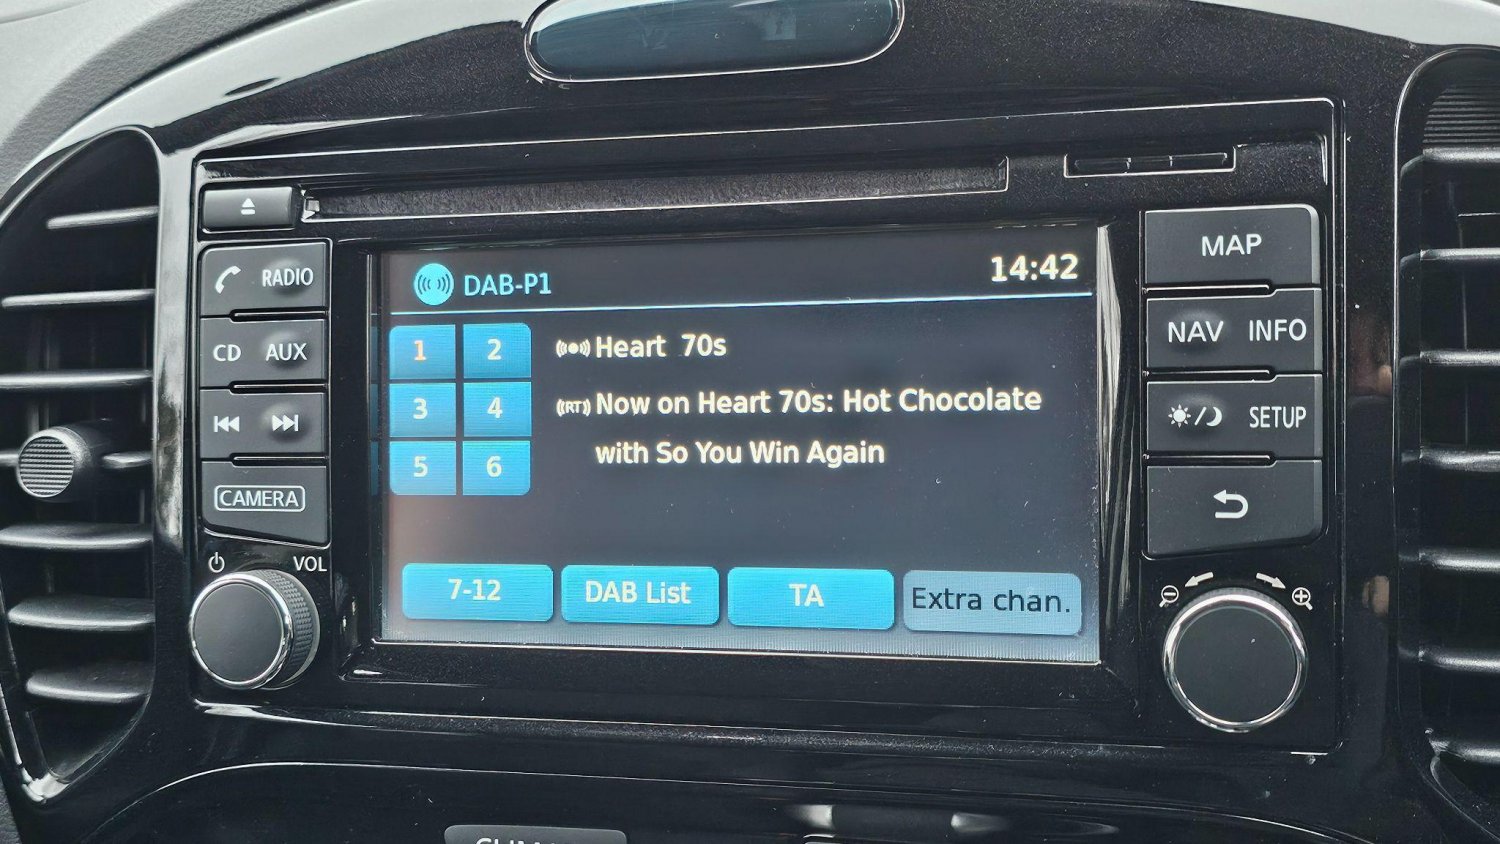 DAB-P1
14:42
1
2
Heart 70s
3
4
((RT)) Now on Heart 70s: Hot Chocolate
with So You Win Again
5
6
7-12
DAB List
TA
Extra chan.
RADIO
CD AUX
CAMERA
VOL
MAP
NAV INFO
SETUP